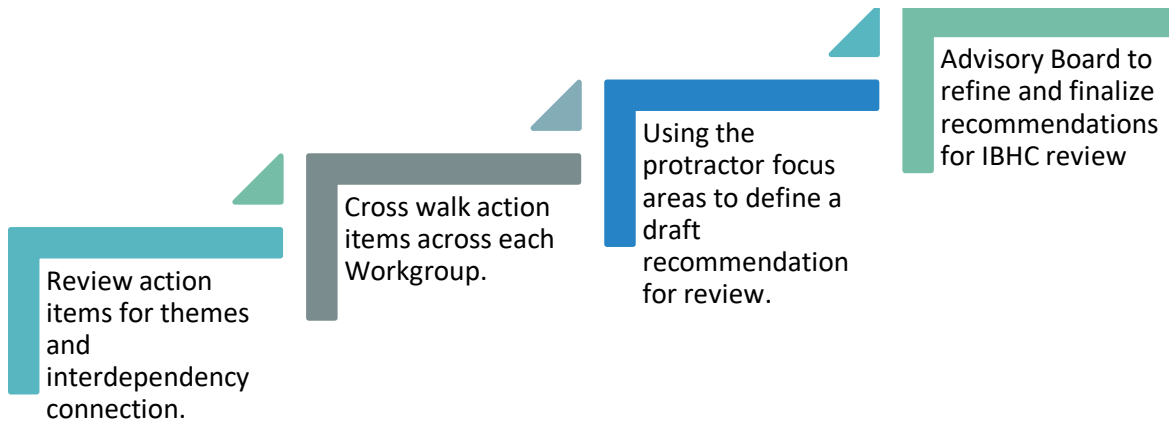 Review action
items for themes
and
interdependency
connection.
Cross walk action
items across each
Workgroup.
Using the
protractor focus
areas to define a
draft
recommendation
for review.
Advisory Board to
refine and finalize
recommendations
for IBHC review